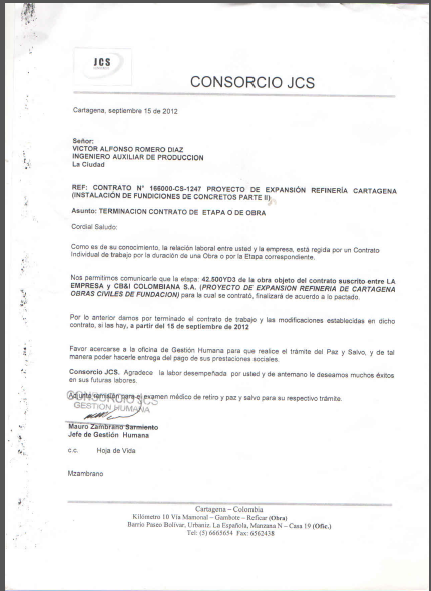 JCS
CONSORCIO JCS
Cartagena, septiembre 15 de 2012
Señor:
VICTOR ALFONSO ROMERO DIAZ
INGENIERO AUXILIAR DE PRODUCCION
La Ciudad
REF: CONTRATO N° 166000-CS-1247 PROYECTO DE EXPANSIÓN REFINERÍA CARTAGENA
(INSTALACIÓN DE FUNDICIONES DE CONCRETOS PARTE II)
Asunto: TERMINACION CONTRATO DE ETAPA O DE OBRA
Cordial Saludo:
Como es de su conocimiento, la relación laboral entre usted y la empresa, está regida por un Contrato
Individual de trabajo por la duración de una Obra o por la Etapa correspondiente.
Nos permitimos comunicarle que la etapa: 42.500YD3 de la obra objeto del contrato suscrito entre LA
EMPRESA y CB&I COLOMBIANA S.A. (PROYECTO DE EXPANSION REFINERIA DE CARTAGENA
OBRAS CIVILES DE FUNDACION) para la cual se contrató, finalizará de acuerdo a lo pactado.
Por lo anterior damos por terminado el contrato de trabajo y las modificaciones establecidas en dicho
contrato, si las hay, a partir del 15 de septiembre de 2012
Favor acercarse a la oficina de Gestión Humana para que realice el trámite del Paz y Salvo, y de tal
manera poder hacerle entrega del pago de sus prestaciones sociales.
Consorcio JCS. Agradece la labor desempeñada por usted y de antemano le deseamos muchos éxitos
en sus futuras labores.
Adjunto remisión para el examen médico de retiro y paz y salvo para su respectivo trámite.
CONSORCIO JCS
GESTION HUMANA
Mauro Zambrano Sarmiento
Jefe de Gestión Humana
c.c. Hoja de Vida
Mzambrano
Cartagena – Colombia
Kilómetro 10 Vía Mamonal – Gambote – Reficar (Obra)
Barrio Paseo Bolívar, Urbaniz. La Española, Manzana N – Casa 19 (Ofic.)
Tel: (5) 6665654 Fax: 6562438